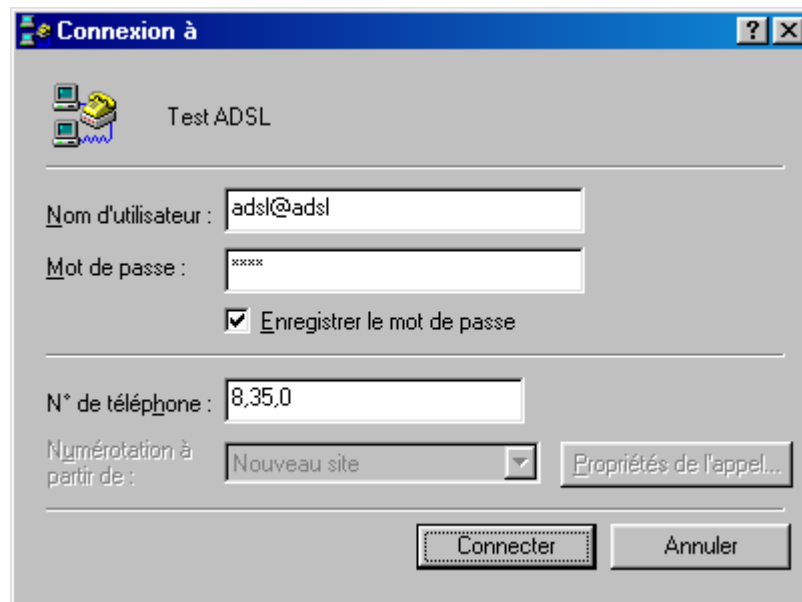 Connexion à
Test ADSL
Nom d'utilisateur : adsl@adsl
Mot de passe : ****
Enregistrer le mot de passe
N° de téléphone : 8,35,0
Numérotation à
partir de :
Nouveau site
Propriétés de l'appel...
Connecter
Annuler